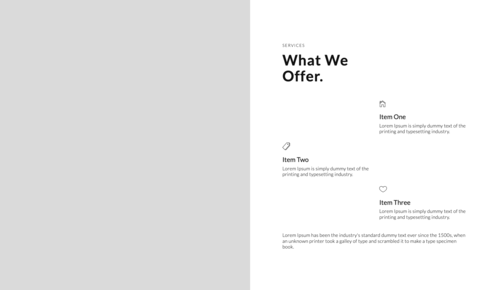 SERVICES
What We
Offer.
Item One
Lorem Ipsum is simply dummy text of the
printing and typesetting industry.
Item Two
Lorem Ipsum is simply dummy text of the
printing and typesetting industry.
Item Three
Lorem Ipsum is simply dummy text of the
printing and typesetting industry.
Lorem Ipsum has been the industry's standard dummy text ever since the 1500s, when
an unknown printer took a galley of type and scrambled it to make a type specimen
book.